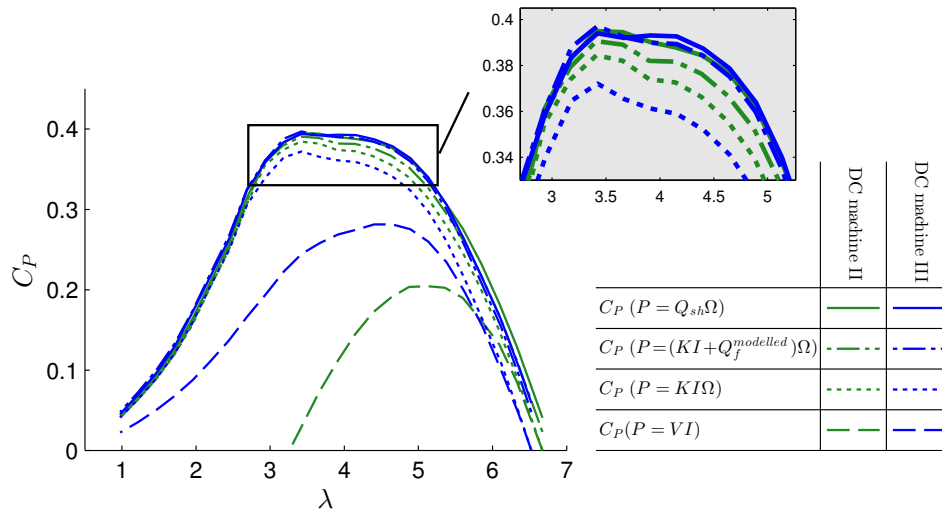 0.4
0.38
0.36
0.34
3 3.5 4 4.5 5
0.4
0.3
0.2
0.1
0
1 2 3 4 5 6 7
C_P
λ
DC machine II
DC machine III
C_P (P = Q_{sh}Ω)
C_P (P=(KI+Q_f^{modelled})Ω)
C_P (P = KIΩ)
C_P(P = VI)